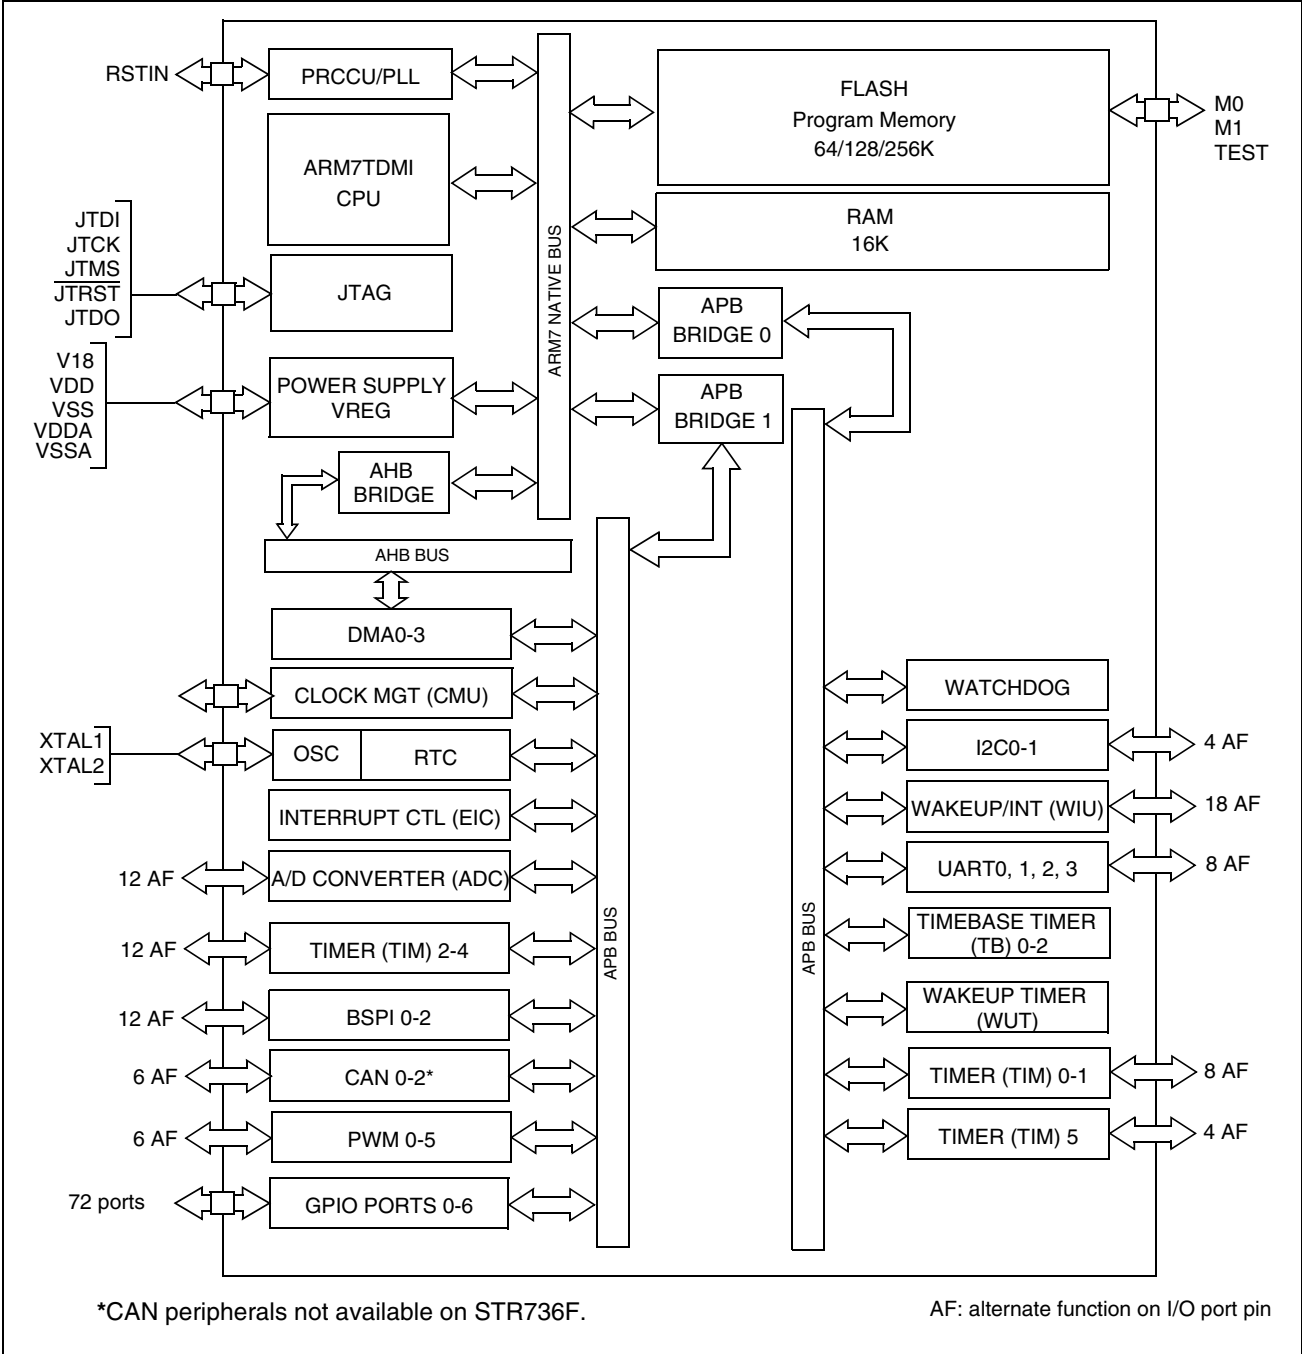 RSTIN
PRCCU/PLL
FLASH
Program Memory
64/128/256K
M0
M1
TEST
ARM7TDMI
CPU
RAM
16K
JTDI
JTCK
JTMS
JTRST
JTDO
JTAG
ARM7 NATIVE BUS
APB
BRIDGE 0
V18
VDD
VSS
VDDA
VSSA
POWER SUPPLY
VREG
APB
BRIDGE 1
AHB
BRIDGE
AHB BUS
DMA0-3
CLOCK MGT (CMU)
XTAL1
XTAL2
OSC
RTC
INTERRUPT CTL (EIC)
12 AF
A/D CONVERTER (ADC)
12 AF
TIMER (TIM) 2-4
12 AF
BSPI 0-2
6 AF
CAN 0-2*
6 AF
PWM 0-5
72 ports
GPIO PORTS 0-6
APB BUS
APB BUS
WATCHDOG
I2C0-1
4 AF
WAKEUP/INT (WIU)
18 AF
UART0, 1, 2, 3
8 AF
TIMEBASE TIMER
(TB) 0-2
WAKEUP TIMER
(WUT)
TIMER (TIM) 0-1
8 AF
TIMER (TIM) 5
4 AF
*CAN peripherals not available on STR736F.
AF: alternate function on I/O port pin